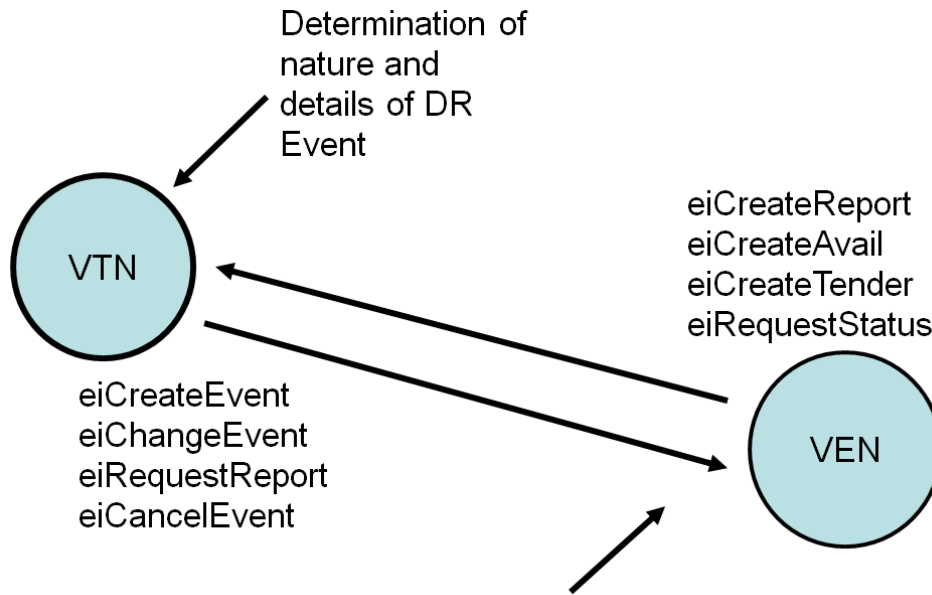 Determination of
nature and
details of DR
Event
VTN
eiCreateReport
eiCreateAvail
eiCreateTender
eiRequestStatus
eiCreateEvent
eiChangeEvent
eiRequestReport
eiCancelEvent
VEN